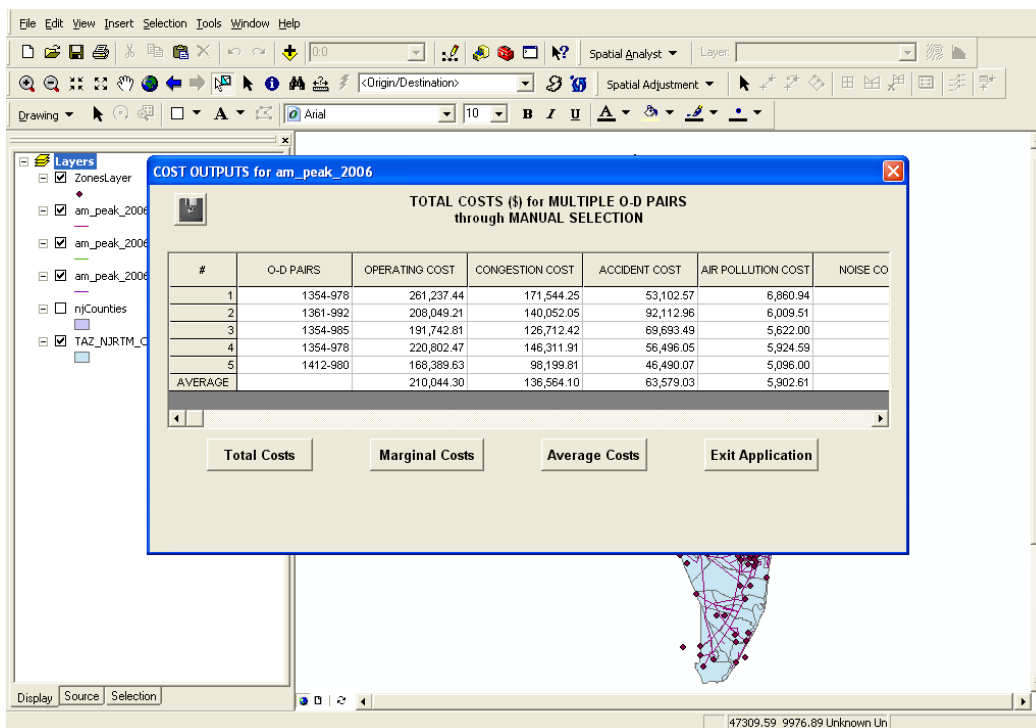 File Edit View Insert Selection Tools Window Help
0:0 Spatial Analyst Layer:
<Origin/Destination> Spatial Adjustment
Drawing A Arial 10 B I U A
Layers
ZonesLayer
am_peak_2006
am_peak_2006
am_peak_2006
njCounties
TAZ_NJRTM_C
COST OUTPUTS for am_peak_2006
TOTAL COSTS ($) for MULTIPLE O-D PAIRS
through MANUAL SELECTION
# O-D PAIRS OPERATING COST CONGESTION COST ACCIDENT COST AIR POLLUTION COST NOISE CO
1 1354-978 261,237.44 171,544.25 53,102.57 6,860.94
2 1361-992 208,049.21 140,052.05 92,112.96 6,009.51
3 1354-985 191,742.81 126,712.42 69,693.49 5,622.00
4 1354-978 220,802.47 146,311.91 56,496.05 5,924.59
5 1412-980 168,389.63 98,199.81 46,490.07 5,096.00
AVERAGE 210,044.30 136,564.10 63,579.03 5,902.61
Total Costs Marginal Costs Average Costs Exit Application
Display Source Selection
47309.59 9976.89 Unknown Un